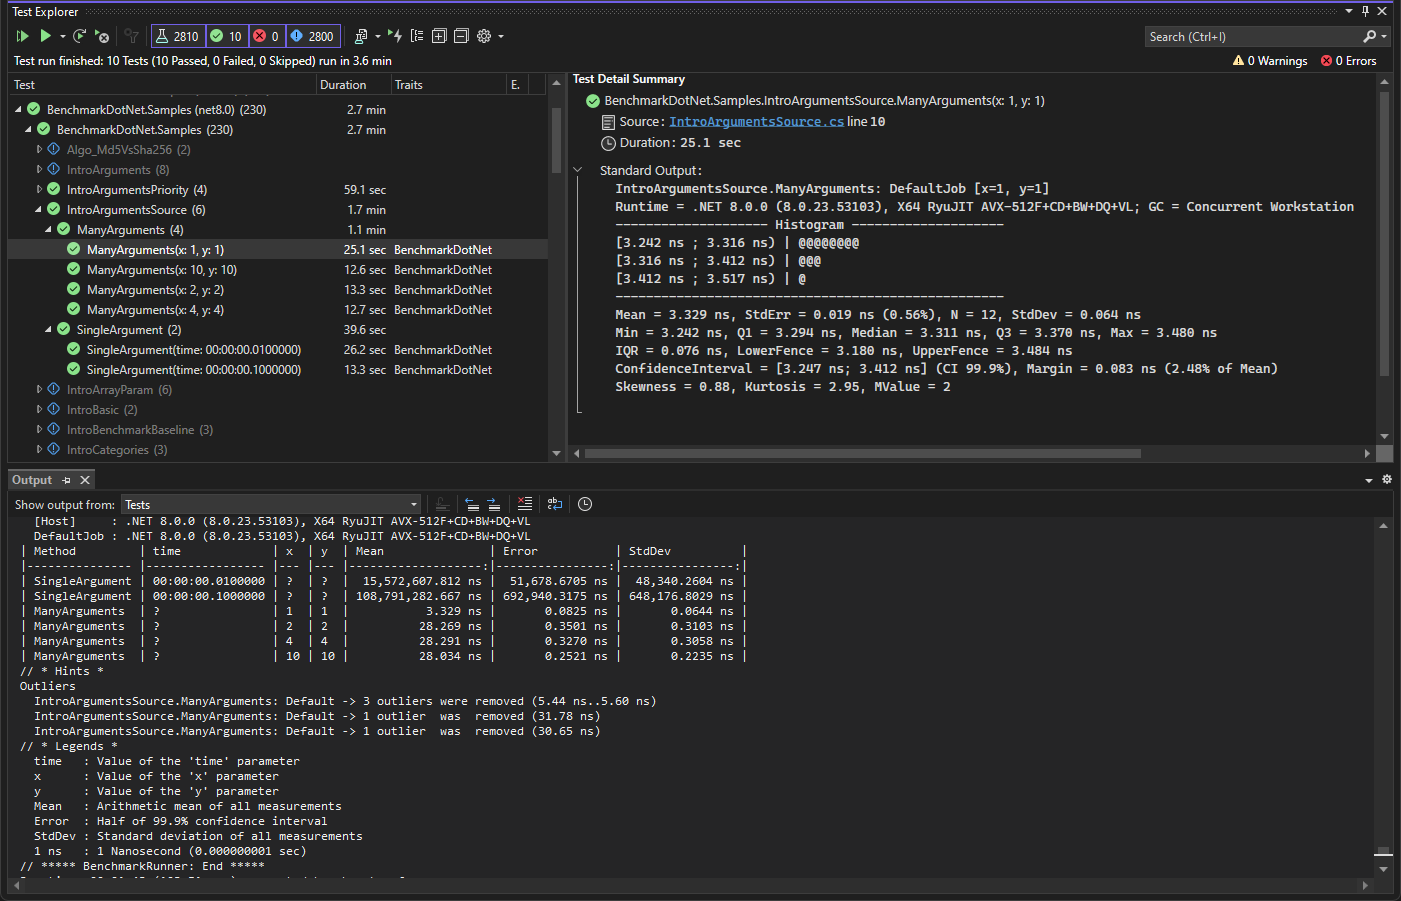 Test Explorer
2810 10 0 2800
Search (Ctrl+I)
Test run finished: 10 Tests (10 Passed, 0 Failed, 0 Skipped) run in 3.6 min
0 Warnings 0 Errors
Test Duration Traits E.
BenchmarkDotNet.Samples (net8.0) (230) 2.7 min
BenchmarkDotNet.Samples (230) 2.7 min
Algo_Md5VsSha256 (2)
IntroArguments (8)
IntroArgumentsPriority (4) 59.1 sec
IntroArgumentsSource (6) 1.7 min
ManyArguments (4) 1.1 min
ManyArguments(x: 1, y: 1) 25.1 sec BenchmarkDotNet
ManyArguments(x: 10, y: 10) 12.6 sec BenchmarkDotNet
ManyArguments(x: 2, y: 2) 13.3 sec BenchmarkDotNet
ManyArguments(x: 4, y: 4) 12.7 sec BenchmarkDotNet
SingleArgument (2) 39.6 sec
SingleArgument(time: 00:00:00.0100000) 26.2 sec BenchmarkDotNet
SingleArgument(time: 00:00:00.1000000) 13.3 sec BenchmarkDotNet
IntroArrayParam (6)
IntroBasic (2)
IntroBenchmarkBaseline (3)
IntroCategories (3)
Test Detail Summary
BenchmarkDotNet.Samples.IntroArgumentsSource.ManyArguments(x: 1, y: 1)
Source: IntroArgumentsSource.cs line 10
Duration: 25.1 sec
Standard Output:
IntroArgumentsSource.ManyArguments: DefaultJob [x=1, y=1]
Runtime = .NET 8.0.0 (8.0.23.53103), X64 RyuJIT AVX-512F+CD+BW+DQ+VL; GC = Concurrent Workstation
------------------- Histogram -------------------
[3.242 ns ; 3.316 ns) | @@@@@@@@
[3.316 ns ; 3.412 ns) | @@@
[3.412 ns ; 3.517 ns) | @
-------------------------------------------------
Mean = 3.329 ns, StdErr = 0.019 ns (0.56%), N = 12, StdDev = 0.064 ns
Min = 3.242 ns, Q1 = 3.294 ns, Median = 3.311 ns, Q3 = 3.370 ns, Max = 3.480 ns
IQR = 0.076 ns, LowerFence = 3.180 ns, UpperFence = 3.484 ns
ConfidenceInterval = [3.247 ns; 3.412 ns] (CI 99.9%), Margin = 0.083 ns (2.48% of Mean)
Skewness = 0.88, Kurtosis = 2.95, MValue = 2
Output
Show output from: Tests
[Host] : .NET 8.0.0 (8.0.23.53103), X64 RyuJIT AVX-512F+CD+BW+DQ+VL
DefaultJob : .NET 8.0.0 (8.0.23.53103), X64 RyuJIT AVX-512F+CD+BW+DQ+VL
| Method | time | x | y | Mean | Error | StdDev |
|--------------- |----------------- |--- |--- |-------------------:|----------------:|----------------:|
| SingleArgument | 00:00:00.0100000 | ? | ? | 15,572,607.812 ns | 51,678.6705 ns | 48,340.2604 ns |
| SingleArgument | 00:00:00.1000000 | ? | ? | 108,791,282.667 ns | 692,940.3175 ns | 648,176.8029 ns |
| ManyArguments | ? | 1 | 1 | 3.329 ns | 0.0825 ns | 0.0644 ns |
| ManyArguments | ? | 2 | 2 | 28.269 ns | 0.3501 ns | 0.3103 ns |
| ManyArguments | ? | 4 | 4 | 28.291 ns | 0.3270 ns | 0.3058 ns |
| ManyArguments | ? | 10 | 10 | 28.034 ns | 0.2521 ns | 0.2235 ns |
// * Hints *
Outliers
IntroArgumentsSource.ManyArguments: Default -> 3 outliers were removed (5.44 ns..5.60 ns)
IntroArgumentsSource.ManyArguments: Default -> 1 outlier was removed (31.78 ns)
IntroArgumentsSource.ManyArguments: Default -> 1 outlier was removed (30.65 ns)
// * Legends *
time : Value of the 'time' parameter
x : Value of the 'x' parameter
y : Value of the 'y' parameter
Mean : Arithmetic mean of all measurements
Error : Half of 99.9% confidence interval
StdDev : Standard deviation of all measurements
1 ns : 1 Nanosecond (0.000000001 sec)
// ***** BenchmarkRunner: End *****